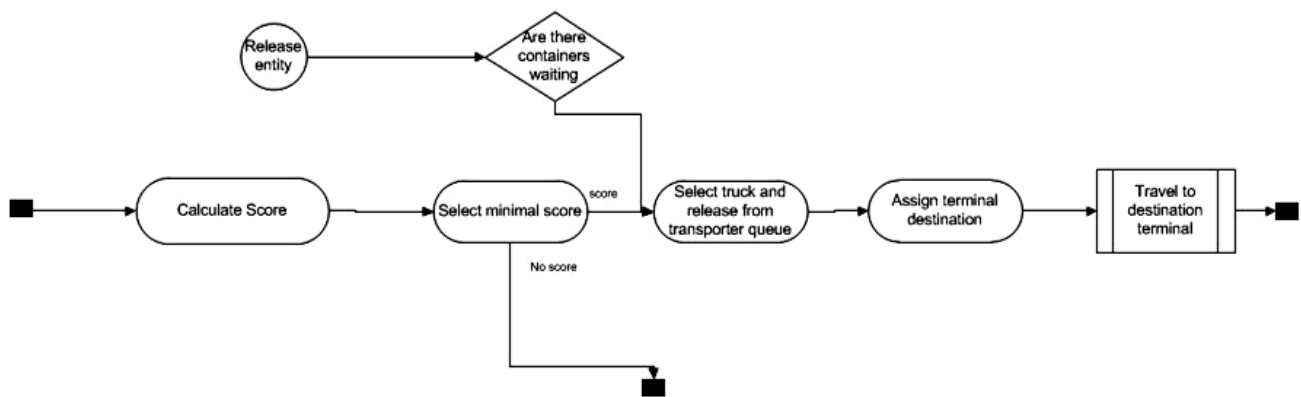 Release
entity
Are there
containers
waiting
Calculate Score
Select minimal score
score
Select truck and
release from
transporter queue
Assign terminal
destination
Travel to
destination
terminal
No score